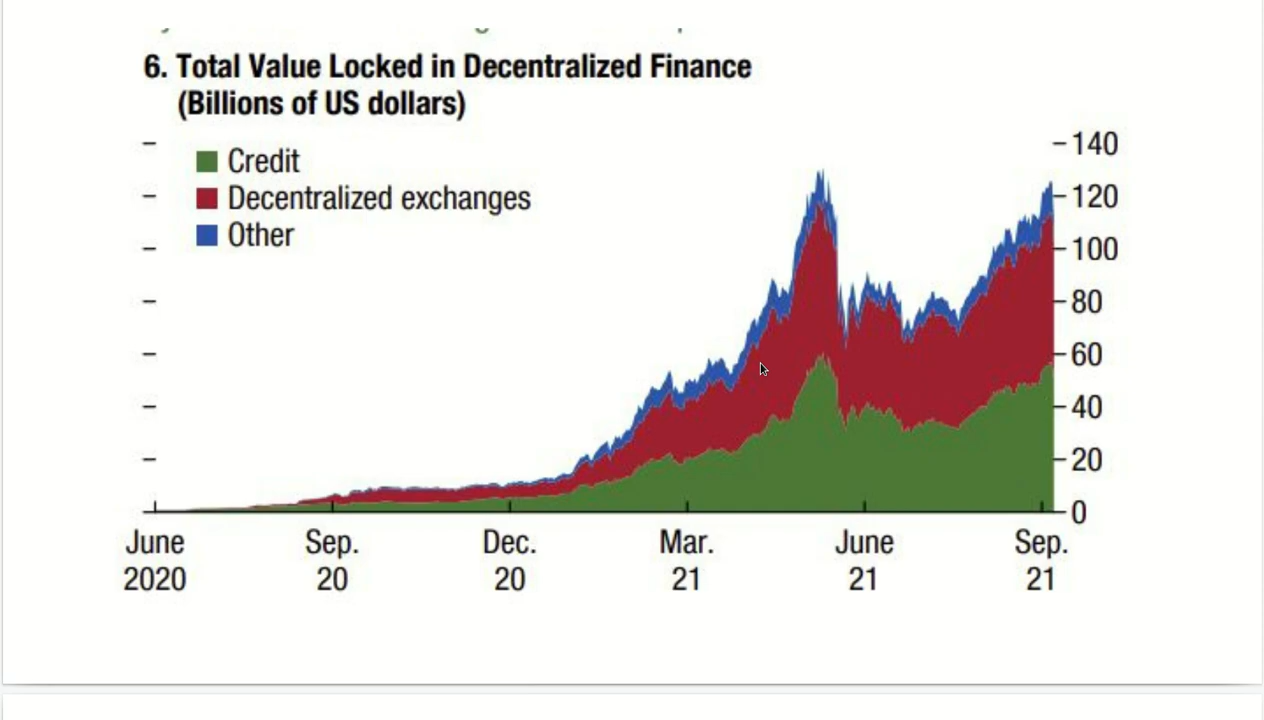 6. Total Value Locked in Decentralized Finance
(Billions of US dollars)
Credit
Decentralized exchanges
Other
140
120
100
80
60
40
20
0
June Sep. Dec. Mar. June Sep.
2020 20 20 21 21 21